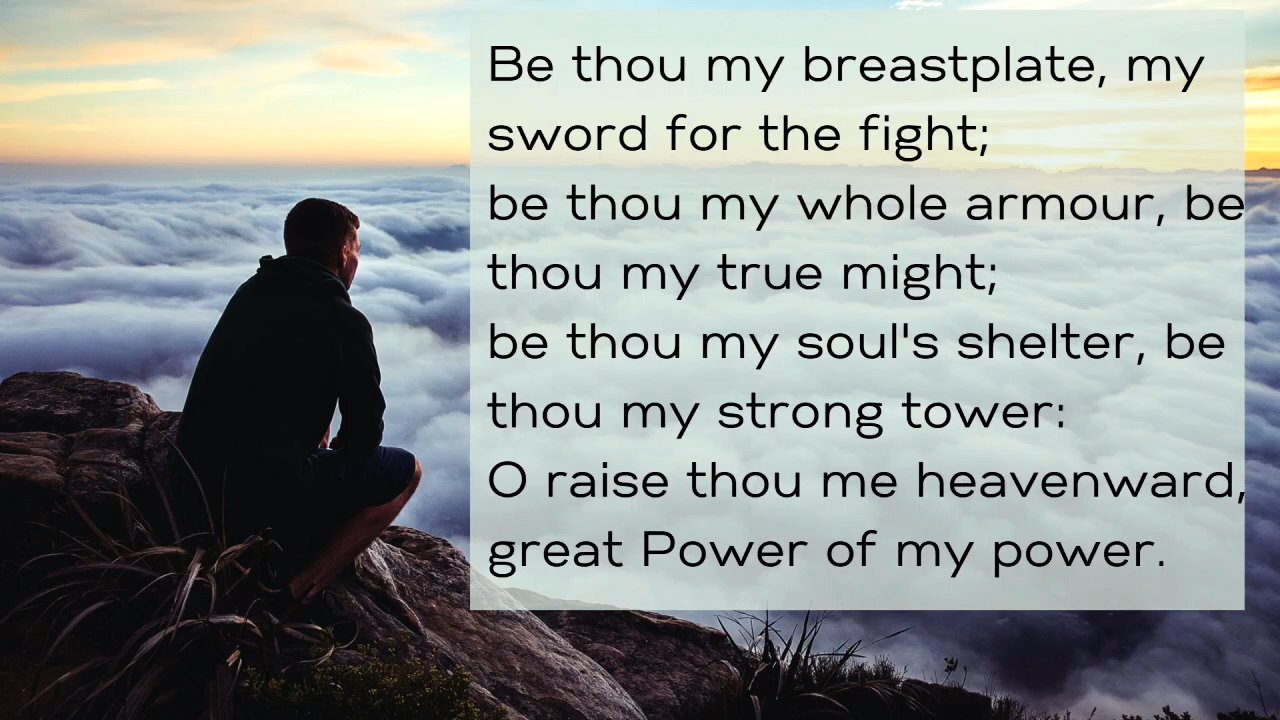 Be thou my breastplate, my
sword for the fight;
be thou my whole armour, be
thou my true might;
be thou my soul's shelter, be
thou my strong tower:
O raise thou me heavenward,
great Power of my power.